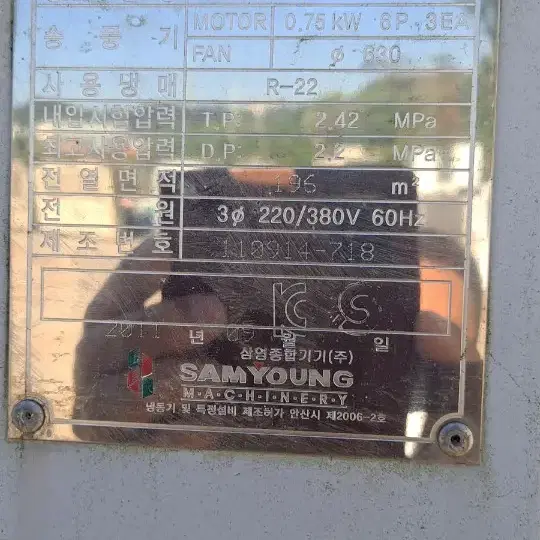 송 풍 기 MOTOR 0.75 kW 6P 3EA
FAN ø 630
사 용 냉 매 R-22
내압시험압력 T.P: 2.42 MPa
최고사용압력 D.P: 2.2 MPa
전 열 면 적 196 m²
전 원 3ø 220/380V 60Hz
제 조 번 호 110914-718
2011 년 09 월 일
삼영종합기기(주)
SAMYOUNG
M·A·C·H·I·N·E·R·Y
냉동기 및 특정설비 제조허가 안산시 제2006-2호